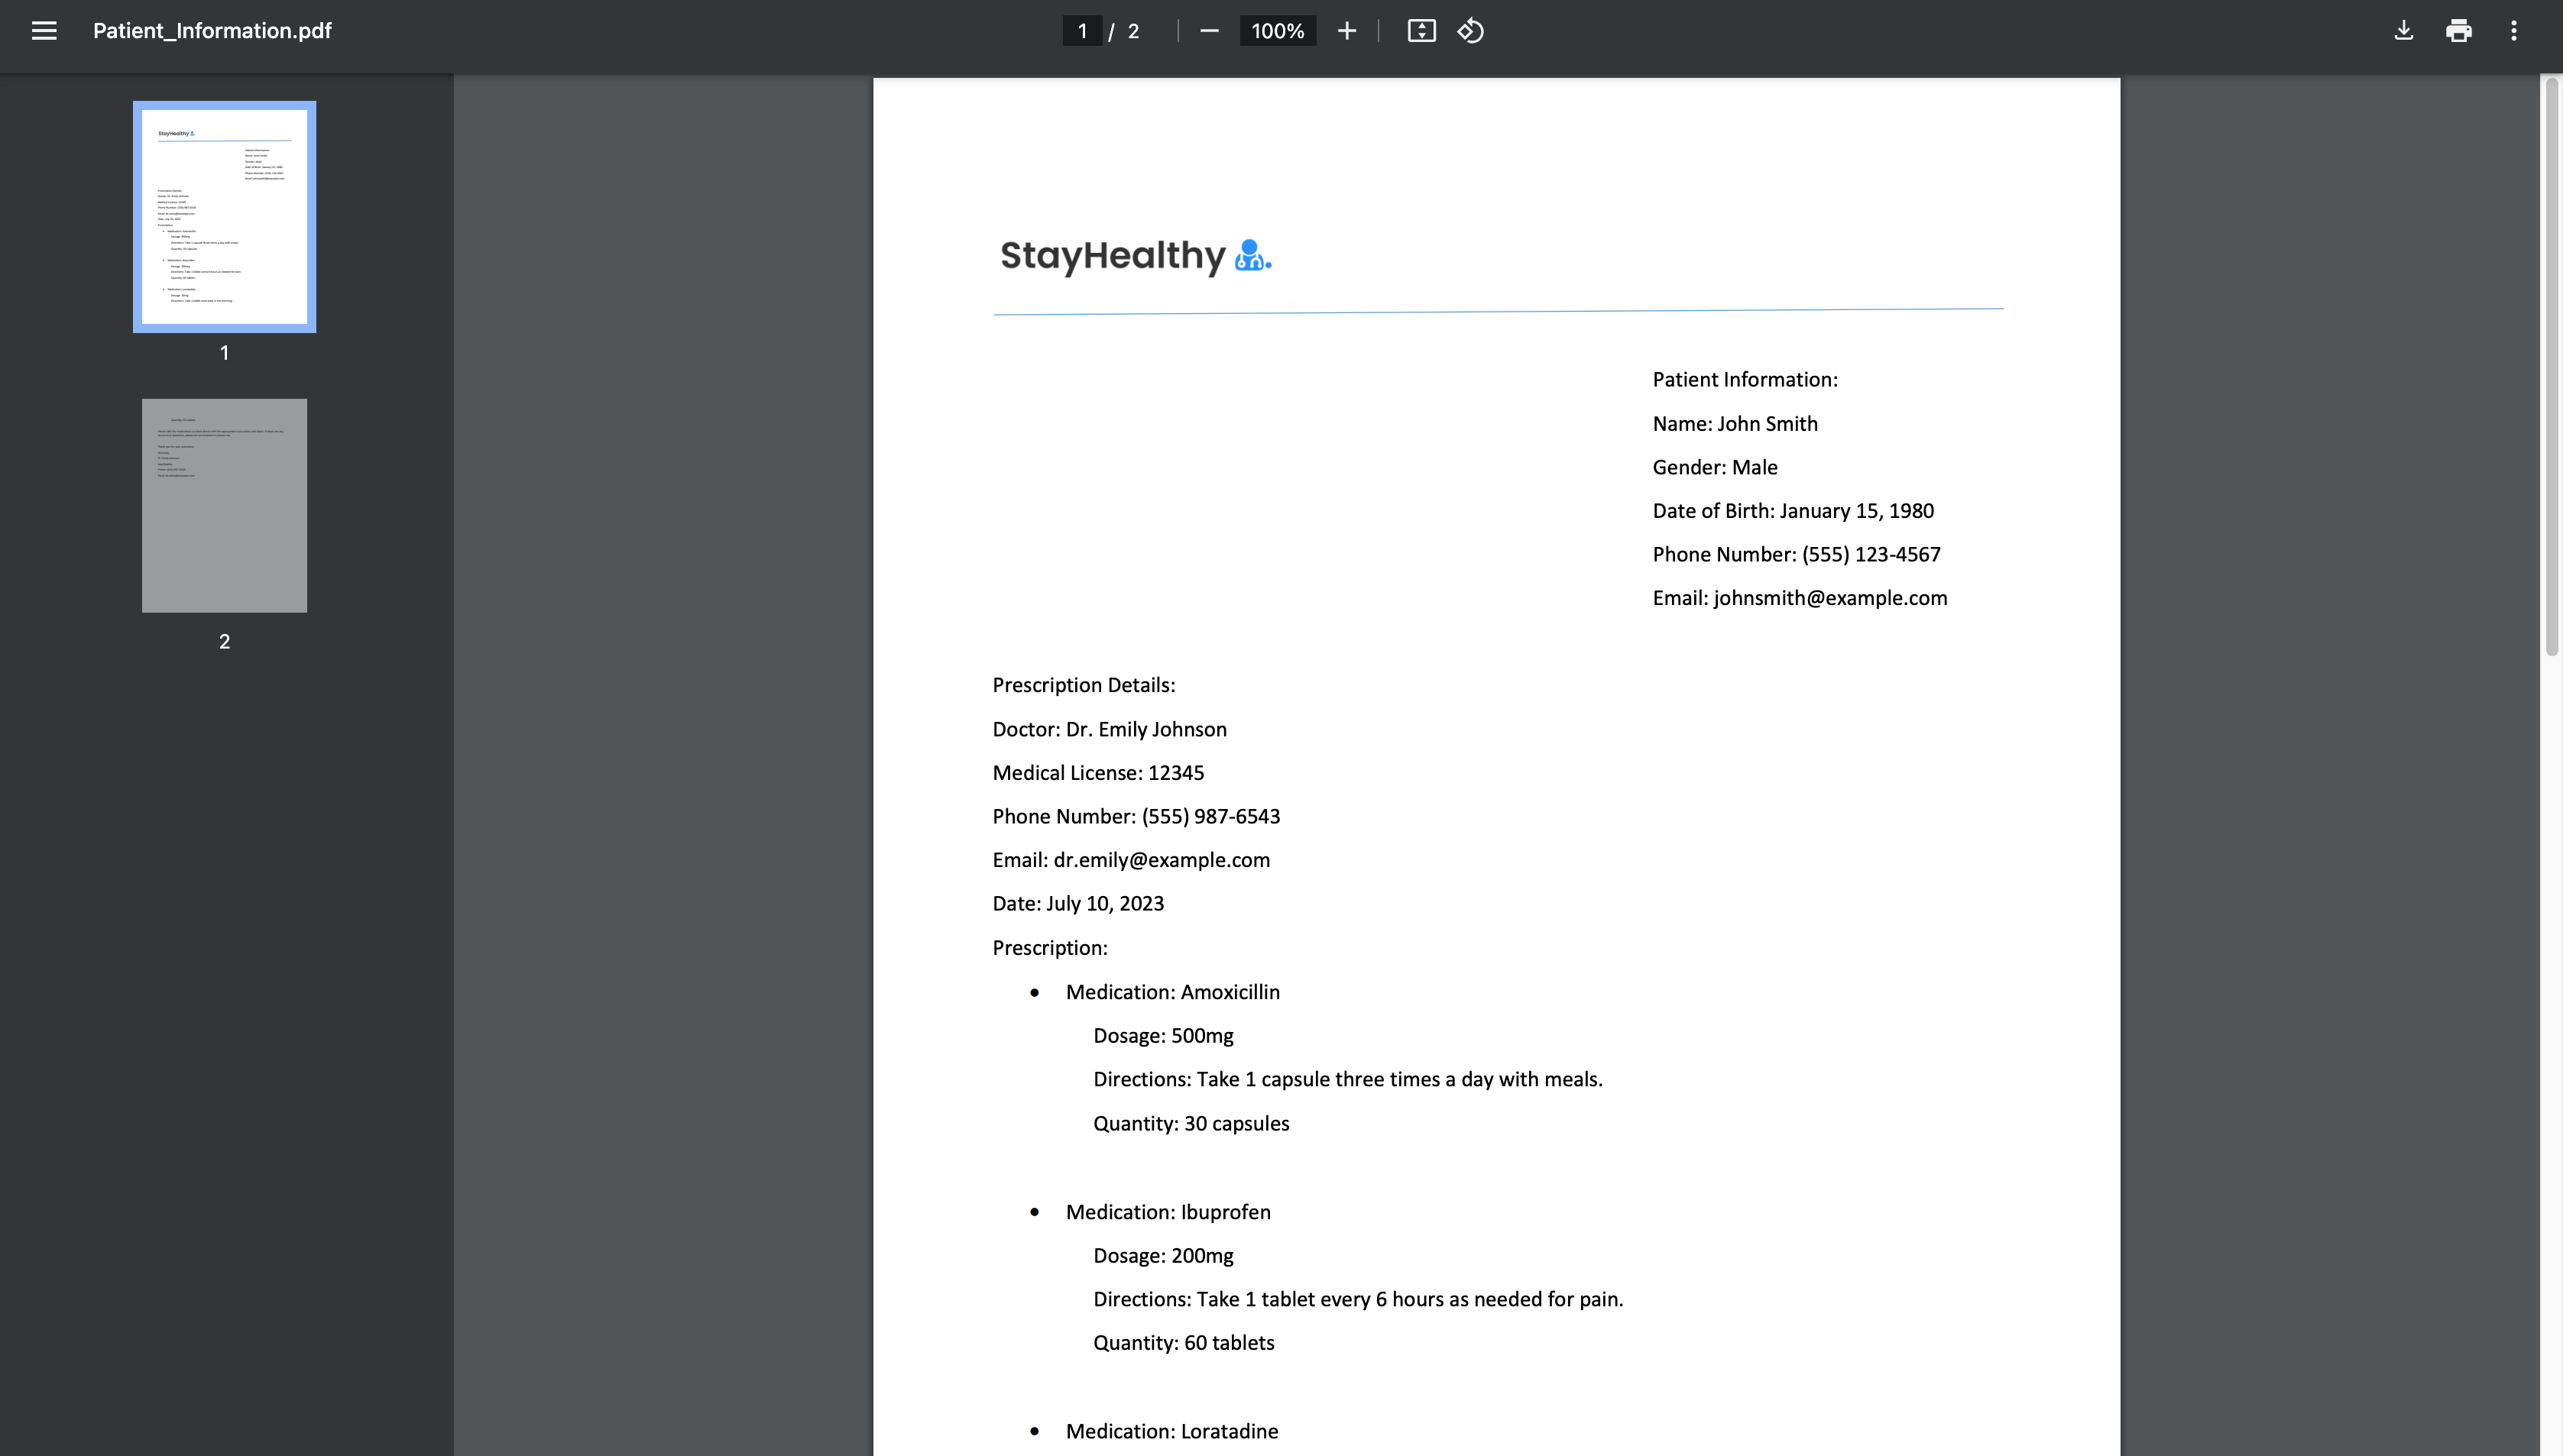 Patient_Information.pdf
1 / 2
100%
1
2
StayHealthy
Patient Information:
Name: John Smith
Gender: Male
Date of Birth: January 15, 1980
Phone Number: (555) 123-4567
Email: johnsmith@example.com
Prescription Details:
Doctor: Dr. Emily Johnson
Medical License: 12345
Phone Number: (555) 987-6543
Email: dr.emily@example.com
Date: July 10, 2023
Prescription:
• Medication: Amoxicillin
Dosage: 500mg
Directions: Take 1 capsule three times a day with meals.
Quantity: 30 capsules
• Medication: Ibuprofen
Dosage: 200mg
Directions: Take 1 tablet every 6 hours as needed for pain.
Quantity: 60 tablets
• Medication: Loratadine